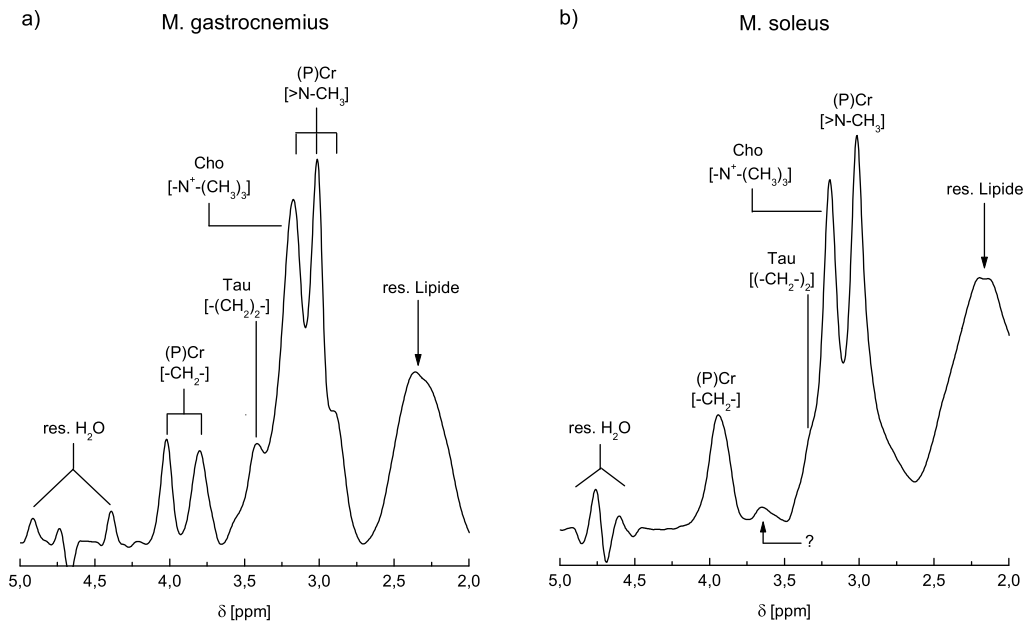 a)
M. gastrocnemius
(P)Cr
[>N-CH₃]
Cho
[-N⁺-(CH₃)₃]
Tau
[-(CH₂)₂-]
res. Lipide
(P)Cr
[-CH₂-]
res. H₂O
5,0 4,5 4,0 3,5 3,0 2,5 2,0
δ [ppm]
b)
M. soleus
(P)Cr
[>N-CH₃]
Cho
[-N⁺-(CH₃)₃]
res. Lipide
Tau
[(-CH₂-)₂]
(P)Cr
[-CH₂-]
res. H₂O
?
5,0 4,5 4,0 3,5 3,0 2,5 2,0
δ [ppm]